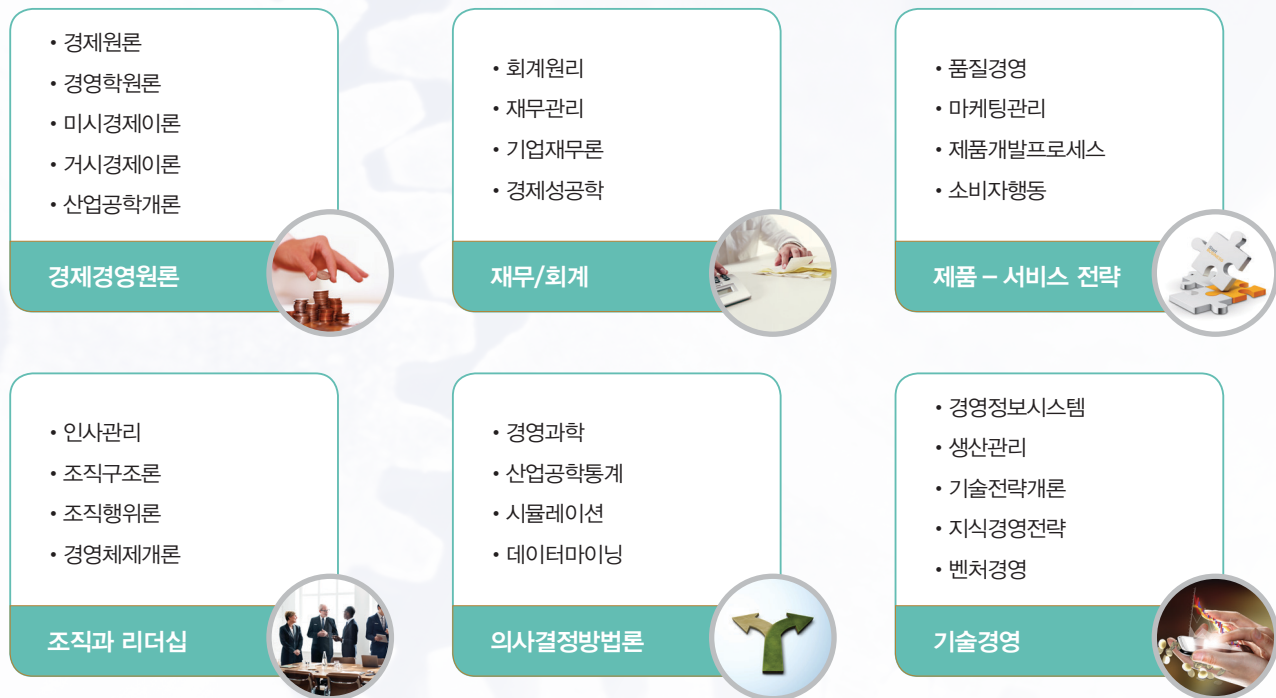 • 경제원론
• 경영학원론
• 미시경제이론
• 거시경제이론
• 산업공학개론
경제경영원론
• 회계원리
• 재무관리
• 기업재무론
• 경제성공학
재무/회계
• 품질경영
• 마케팅관리
• 제품개발프로세스
• 소비자행동
제품 – 서비스 전략
• 인사관리
• 조직구조론
• 조직행위론
• 경영체제개론
조직과 리더십
• 경영과학
• 산업공학통계
• 시뮬레이션
• 데이터마이닝
의사결정방법론
• 경영정보시스템
• 생산관리
• 기술전략개론
• 지식경영전략
• 벤처경영
기술경영